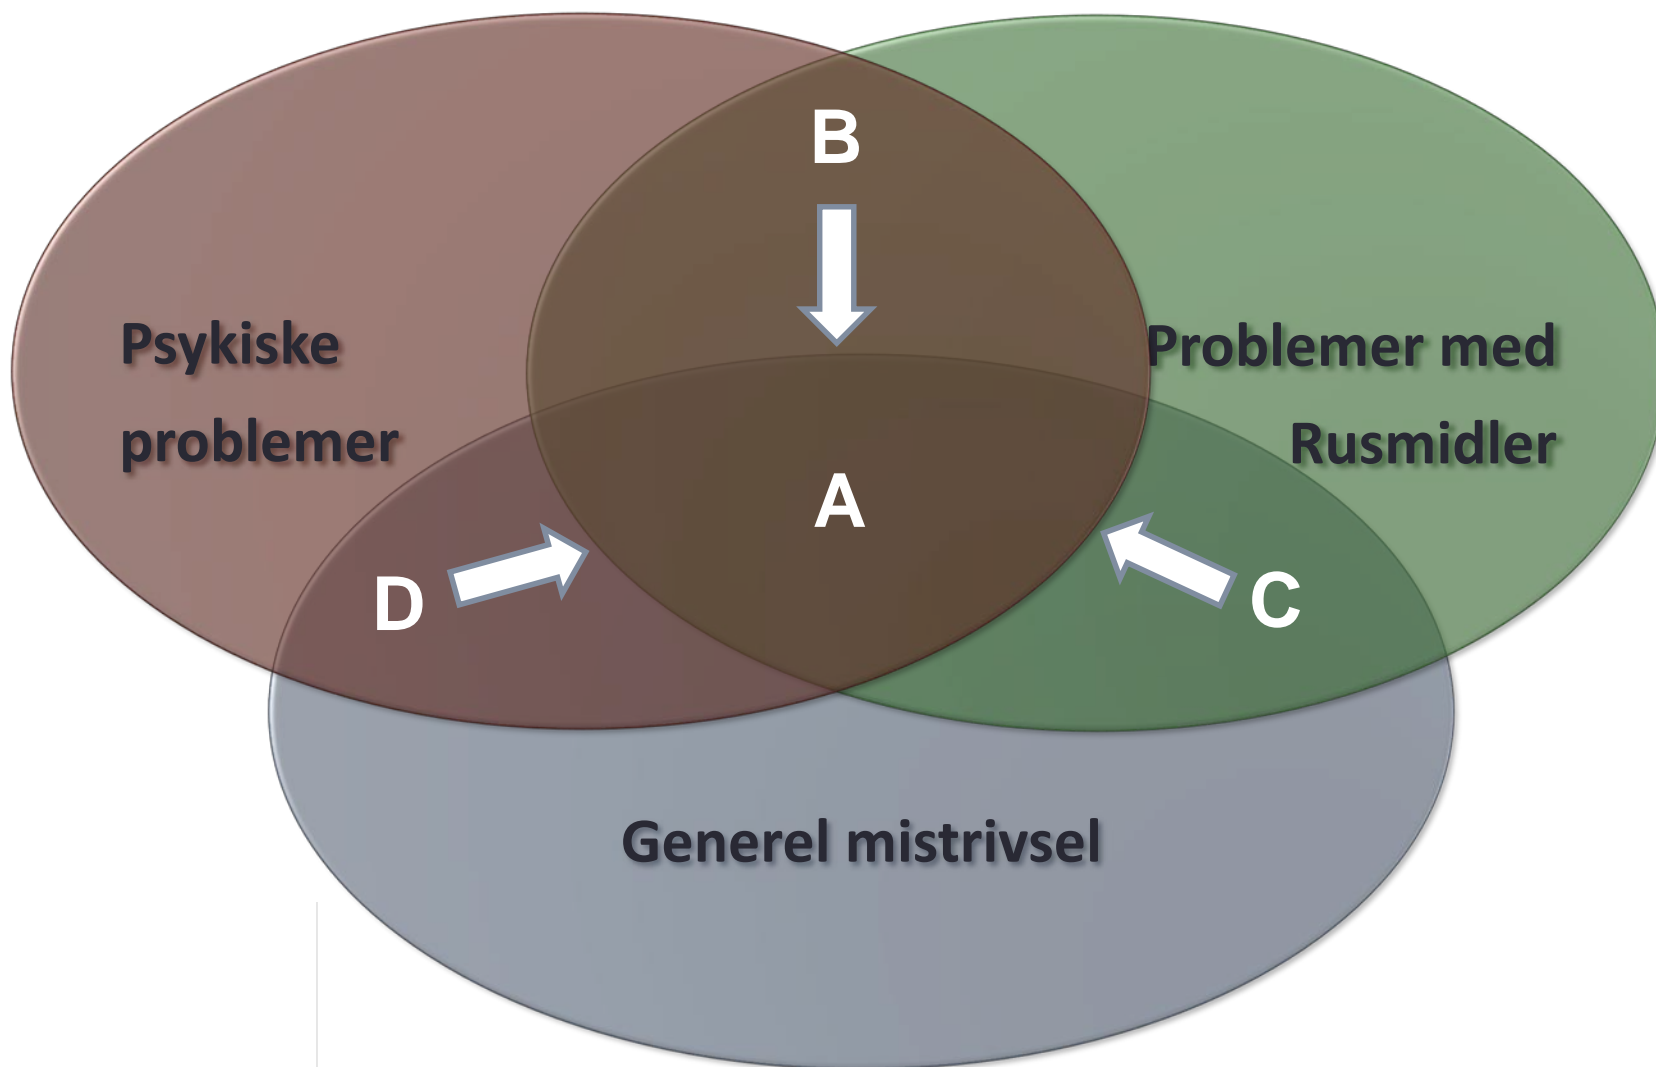 B
Psykiske
problemer
Problemer med
Rusmidler
A
D
C
Generel mistrivsel